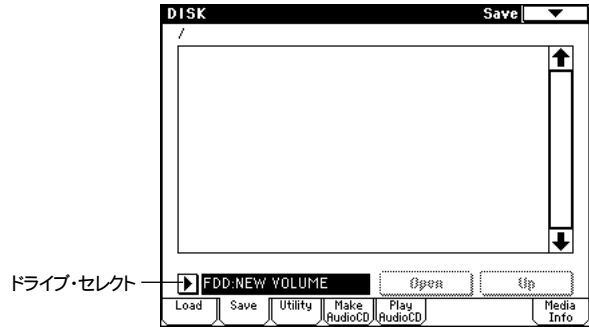 DISK Save
/
ドライブ・セレクト FDD:NEW VOLUME Open Up
Load Save Utility Make AudioCD Play AudioCD Media Info